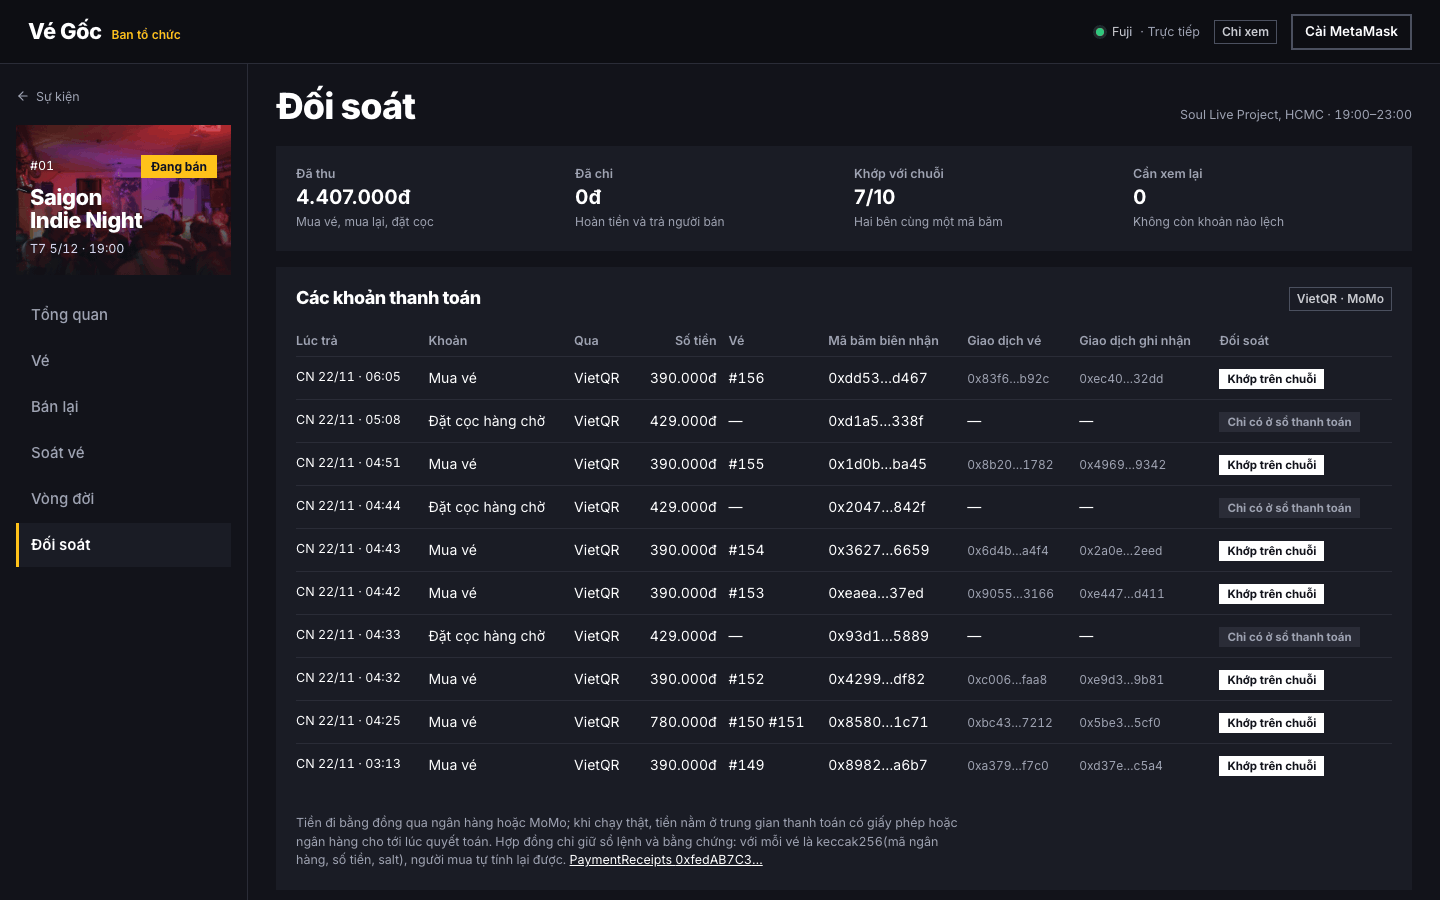 Vé Gốc Ban tổ chức
Fuji · Trực tiếp Chỉ xem Cài MetaMask
← Sự kiện
#01 Đang bán
Saigon
Indie Night
T7 5/12 · 19:00
Tổng quan
Vé
Bán lại
Soát vé
Vòng đời
Đối soát
Đối soát
Soul Live Project, HCMC · 19:00–23:00
Đã thu
4.407.000đ
Mua vé, mua lại, đặt cọc
Đã chi
0đ
Hoàn tiền và trả người bán
Khớp với chuỗi
7/10
Hai bên cùng một mã băm
Cần xem lại
0
Không còn khoản nào lệch
Các khoản thanh toán
VietQR · MoMo
Lúc trả Khoản Qua Số tiền Vé Mã băm biên nhận Giao dịch vé Giao dịch ghi nhận Đối soát
CN 22/11 · 06:05 Mua vé VietQR 390.000đ #156 0xdd53…d467 0x83f6…b92c 0xec40…32dd Khớp trên chuỗi
CN 22/11 · 05:08 Đặt cọc hàng chờ VietQR 429.000đ — 0xd1a5…338f — — Chỉ có ở sổ thanh toán
CN 22/11 · 04:51 Mua vé VietQR 390.000đ #155 0x1d0b…ba45 0x8b20…1782 0x4969…9342 Khớp trên chuỗi
CN 22/11 · 04:44 Đặt cọc hàng chờ VietQR 429.000đ — 0x2047…842f — — Chỉ có ở sổ thanh toán
CN 22/11 · 04:43 Mua vé VietQR 390.000đ #154 0x3627…6659 0x6d4b…a4f4 0x2a0e…2eed Khớp trên chuỗi
CN 22/11 · 04:42 Mua vé VietQR 390.000đ #153 0xeaea…37ed 0x9055…3166 0xe447…d411 Khớp trên chuỗi
CN 22/11 · 04:33 Đặt cọc hàng chờ VietQR 429.000đ — 0x93d1…5889 — — Chỉ có ở sổ thanh toán
CN 22/11 · 04:32 Mua vé VietQR 390.000đ #152 0x4299…df82 0xc006…faa8 0xe9d3…9b81 Khớp trên chuỗi
CN 22/11 · 04:25 Mua vé VietQR 780.000đ #150 #151 0x8580…1c71 0xbc43…7212 0x5be3…5cf0 Khớp trên chuỗi
CN 22/11 · 03:13 Mua vé VietQR 390.000đ #149 0x8982…a6b7 0xa379…f7c0 0xd37e…c5a4 Khớp trên chuỗi
Tiền đi bằng đồng qua ngân hàng hoặc MoMo; khi chạy thật, tiền nằm ở trung gian thanh toán có giấy phép hoặc
ngân hàng cho tới lúc quyết toán. Hợp đồng chỉ giữ sổ lệnh và bằng chứng: với mỗi vé là keccak256(mã ngân
hàng, số tiền, salt), người mua tự tính lại được. PaymentReceipts 0xfedAB7C3…